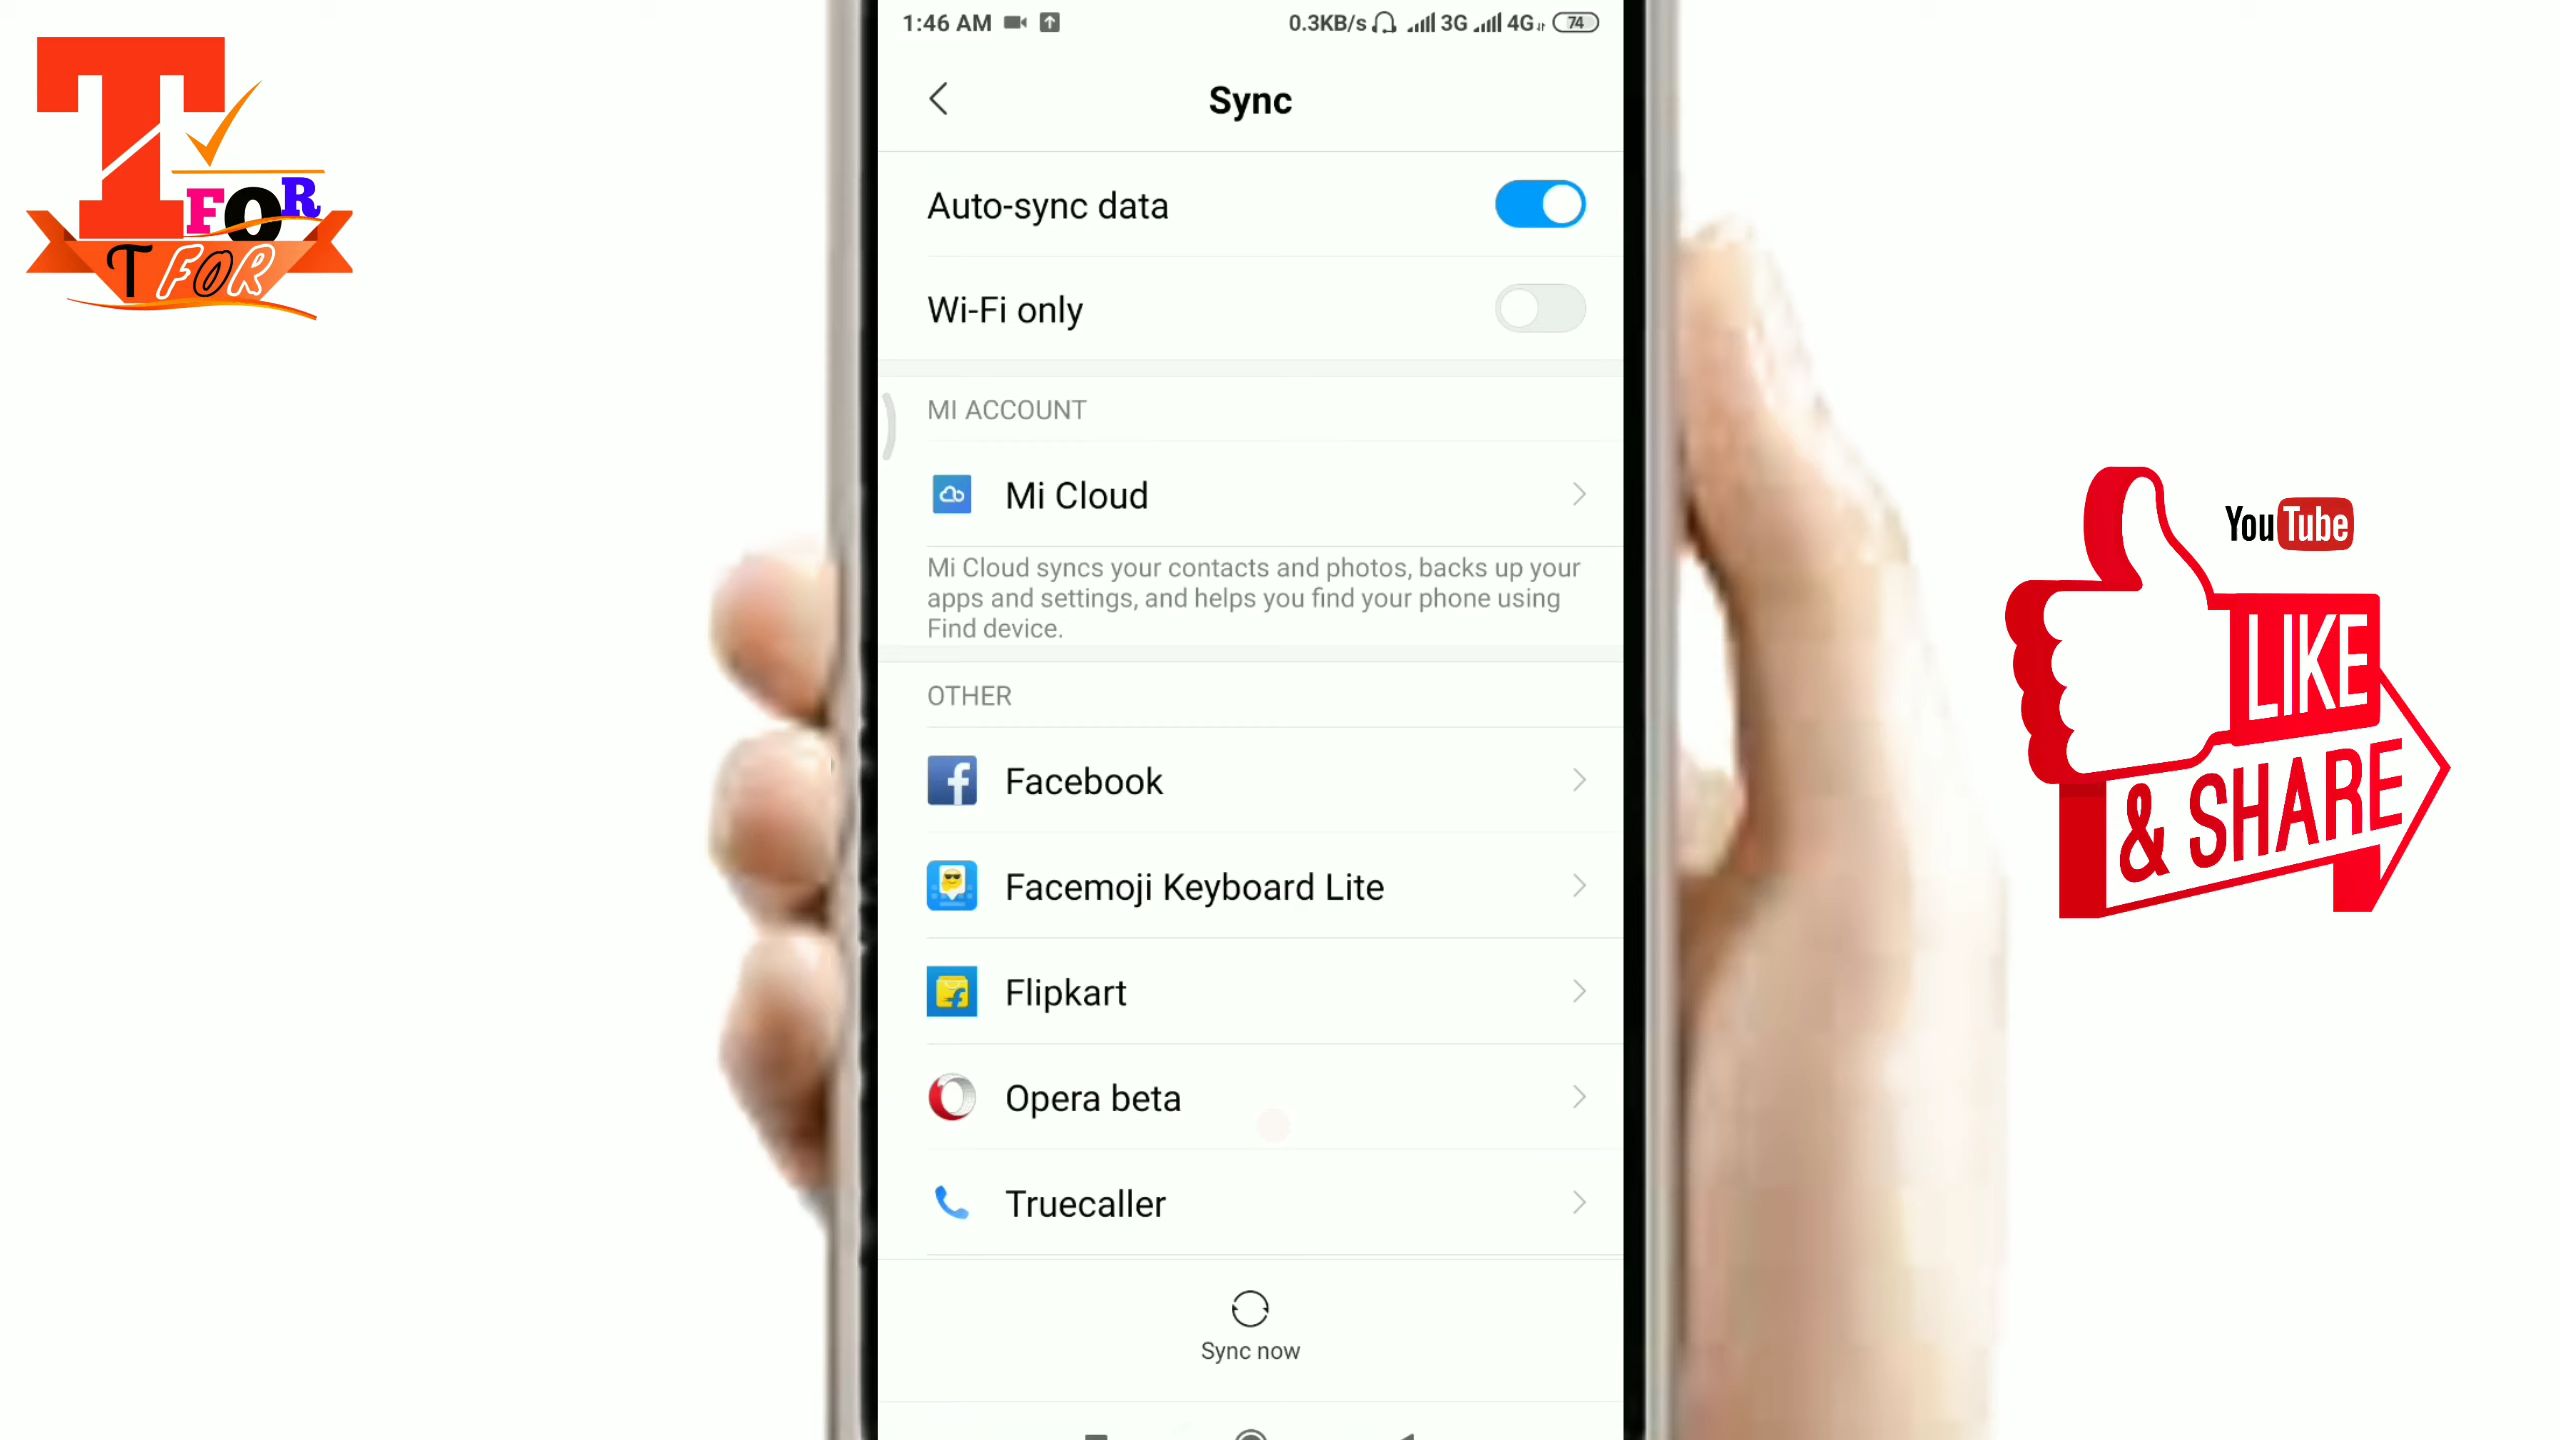 T
FOR
T FOR
1:46 AM 0.3KB/s 3G 4G 74
Sync
Auto-sync data
Wi-Fi only
MI ACCOUNT
Mi Cloud
Mi Cloud syncs your contacts and photos, backs up your
apps and settings, and helps you find your phone using
Find device.
OTHER
Facebook
Facemoji Keyboard Lite
Flipkart
Opera beta
Truecaller
Sync now
YouTube
LIKE
& SHARE